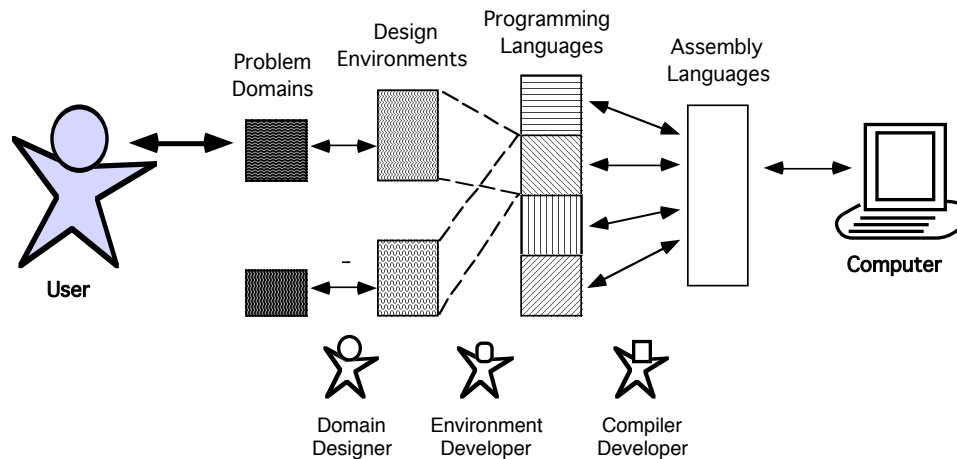 Problem
Domains
Design
Environments
Programming
Languages
Assembly
Languages
User
Computer
Domain
Designer
Environment
Developer
Compiler
Developer